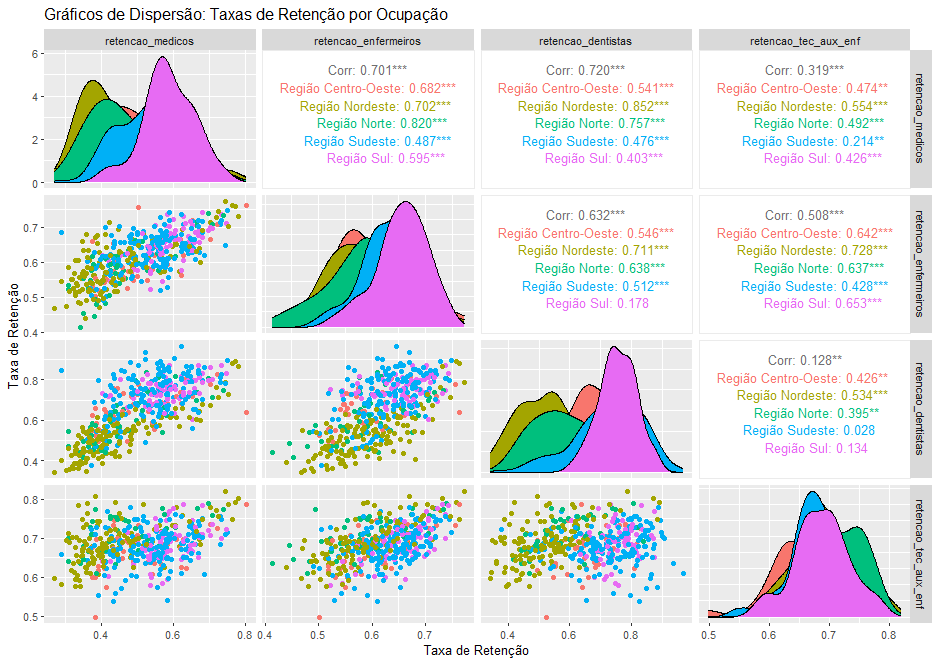 Gráficos de Dispersão: Taxas de Retenção por Ocupação
retencao_medicos
retencao_enfermeiros
retencao_dentistas
retencao_tec_aux_enf
6
4
2
0
Corr: 0.701***
Região Centro-Oeste: 0.682***
Região Nordeste: 0.702***
Região Norte: 0.820***
Região Sudeste: 0.487***
Região Sul: 0.595***
Corr: 0.720***
Região Centro-Oeste: 0.541***
Região Nordeste: 0.852***
Região Norte: 0.757***
Região Sudeste: 0.476***
Região Sul: 0.403***
Corr: 0.319***
Região Centro-Oeste: 0.474**
Região Nordeste: 0.554***
Região Norte: 0.492***
Região Sudeste: 0.214**
Região Sul: 0.426***
retencao_medicos
0.7
0.6
0.5
0.4
Corr: 0.632***
Região Centro-Oeste: 0.546***
Região Nordeste: 0.711***
Região Norte: 0.638***
Região Sudeste: 0.512***
Região Sul: 0.178
Corr: 0.508***
Região Centro-Oeste: 0.642***
Região Nordeste: 0.728***
Região Norte: 0.637***
Região Sudeste: 0.428***
Região Sul: 0.653***
retencao_enfermeiros
Taxa de Retenção
0.8
0.6
0.4
Corr: 0.128**
Região Centro-Oeste: 0.426**
Região Nordeste: 0.534***
Região Norte: 0.395**
Região Sudeste: 0.028
Região Sul: 0.134
retencao_dentistas
0.8
0.7
0.6
0.5
retencao_tec_aux_enf
0.4
0.6
0.8
0.4
0.5
0.6
0.7
0.4
0.6
0.8
0.5
0.6
0.7
0.8
Taxa de Retenção